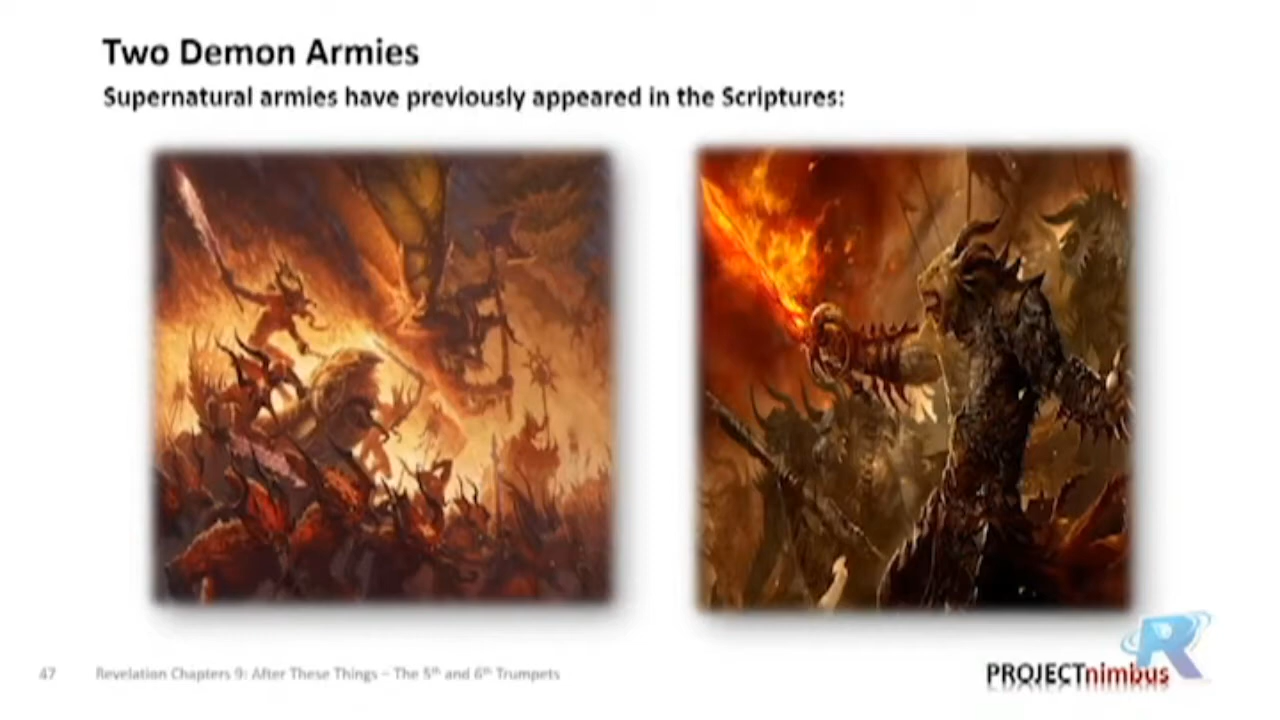 Two Demon Armies
Supernatural armies have previously appeared in the Scriptures:
47 Revelation Chapters 9: After These Things – The 5th and 6th Trumpets
PROJECTnimbus
R